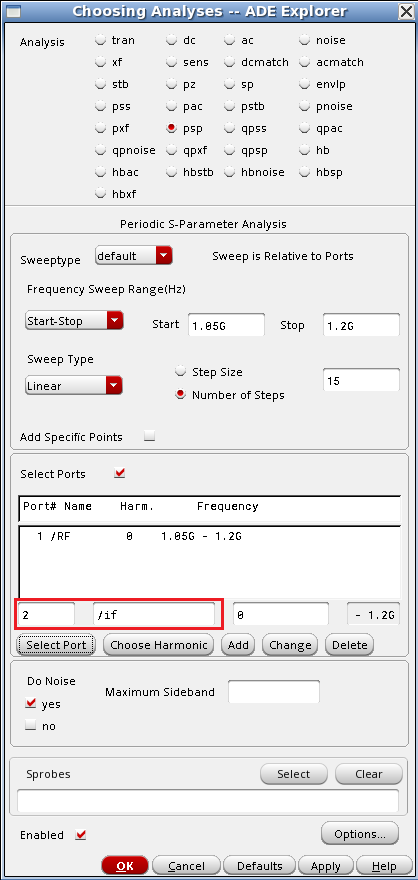 Choosing Analyses -- ADE Explorer
Analysis tran dc ac noise
xf sens dcmatch acmatch
stb pz sp envlp
pss pac pstb pnoise
pxf psp qpss qpac
qpnoise qpxf qpsp hb
hbac hbstb hbnoise hbsp
hbxf
Periodic S-Parameter Analysis
Sweeptype default Sweep is Relative to Ports
Frequency Sweep Range(Hz)
Start-Stop Start 1.05G Stop 1.2G
Sweep Type Step Size
Linear Number of Steps 15
Add Specific Points
Select Ports
Port# Name Harm. Frequency
1 /RF 0 1.05G - 1.2G
2 /if 0 - 1.2G
Select Port Choose Harmonic Add Change Delete
Do Noise
yes Maximum Sideband
no
Sprobes Select Clear
Enabled Options...
OK Cancel Defaults Apply Help